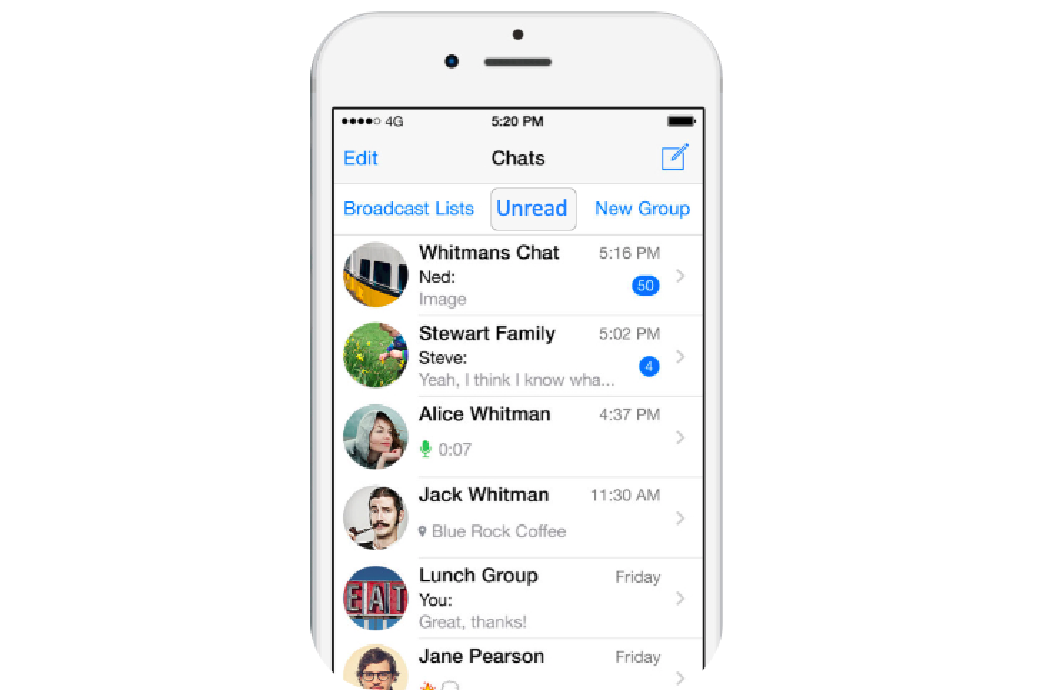 4G 5:20 PM
Edit Chats
Broadcast Lists Unread New Group
Whitmans Chat 5:16 PM
Ned: 50
Image
Stewart Family 5:02 PM
Steve: 4
Yeah, I think I know wha...
Alice Whitman 4:37 PM
0:07
Jack Whitman 11:30 AM
Blue Rock Coffee
EAT
Lunch Group Friday
You:
Great, thanks!
Jane Pearson Friday